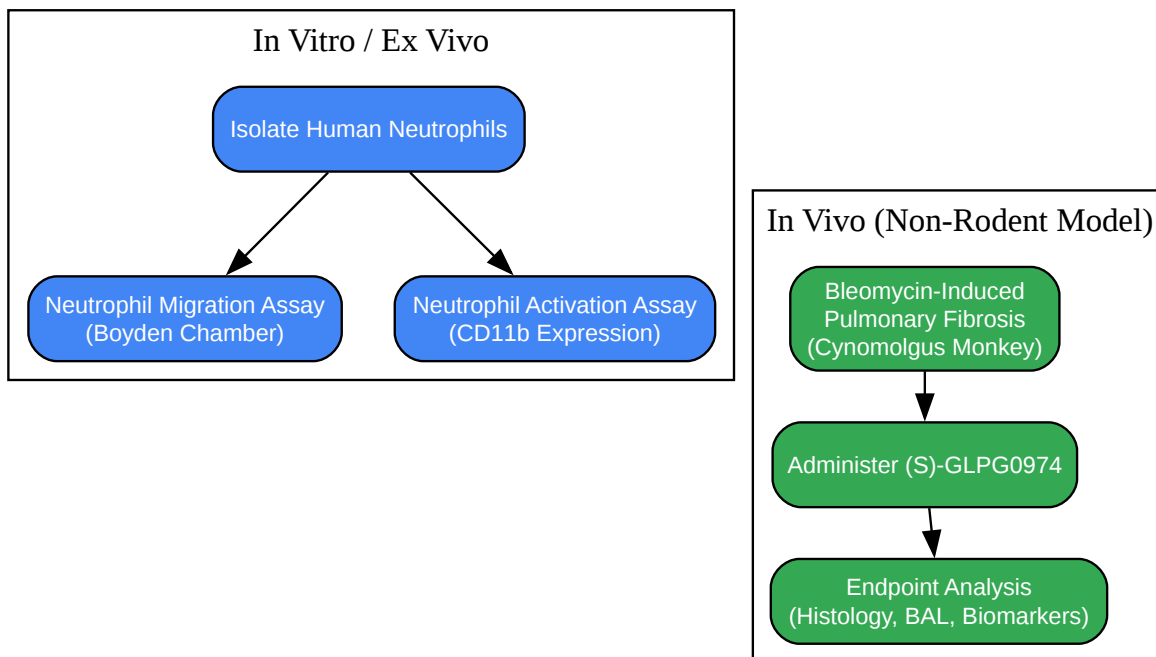 In Vitro / Ex Vivo
Isolate Human Neutrophils
Neutrophil Migration Assay
(Boyden Chamber)
Neutrophil Activation Assay
(CD11b Expression)
In Vivo (Non-Rodent Model)
Bleomycin-Induced
Pulmonary Fibrosis
(Cynomolgus Monkey)
Administer (S)-GLPG0974
Endpoint Analysis
(Histology, BAL, Biomarkers)